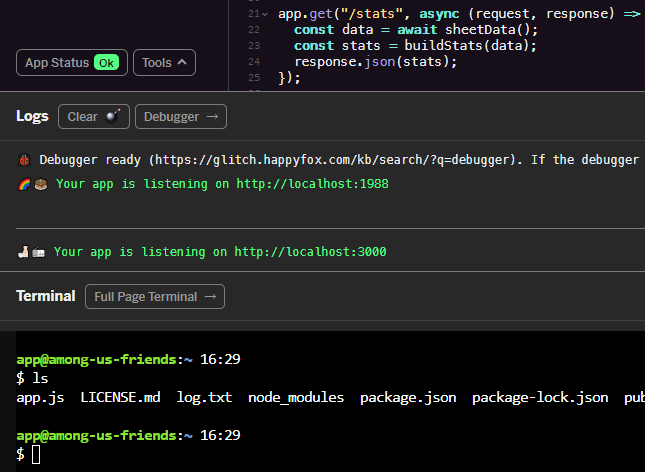 21 app.get("/stats", async (request, response) =>
22 const data = await sheetData();
23 const stats = buildStats(data);
24 response.json(stats);
25 });
App Status Ok Tools
Logs Clear Debugger →
Debugger ready (https://glitch.happyfox.com/kb/search/?q=debugger). If the debugger
Your app is listening on http://localhost:1988
Your app is listening on http://localhost:3000
Terminal Full Page Terminal →
app@among-us-friends:~ 16:29
$ ls
app.js LICENSE.md log.txt node_modules package.json package-lock.json pub
app@among-us-friends:~ 16:29
$